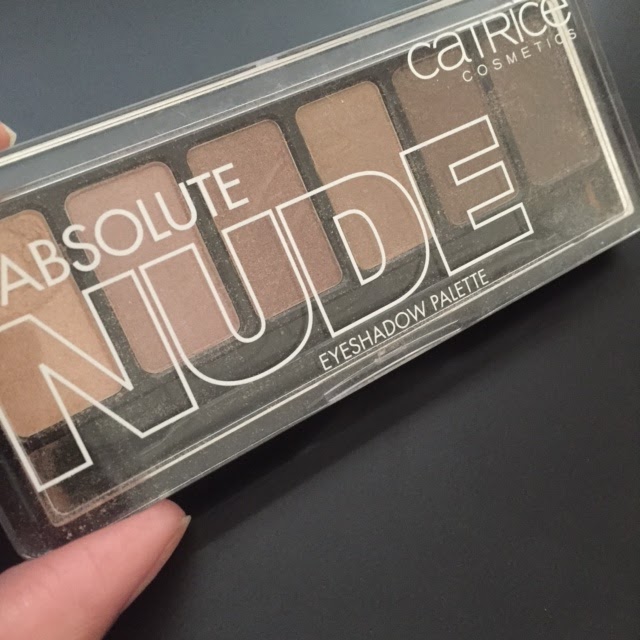 CATRICE
COSMETICS
ABSOLUTE
NUDE
EYESHADOW PALETTE